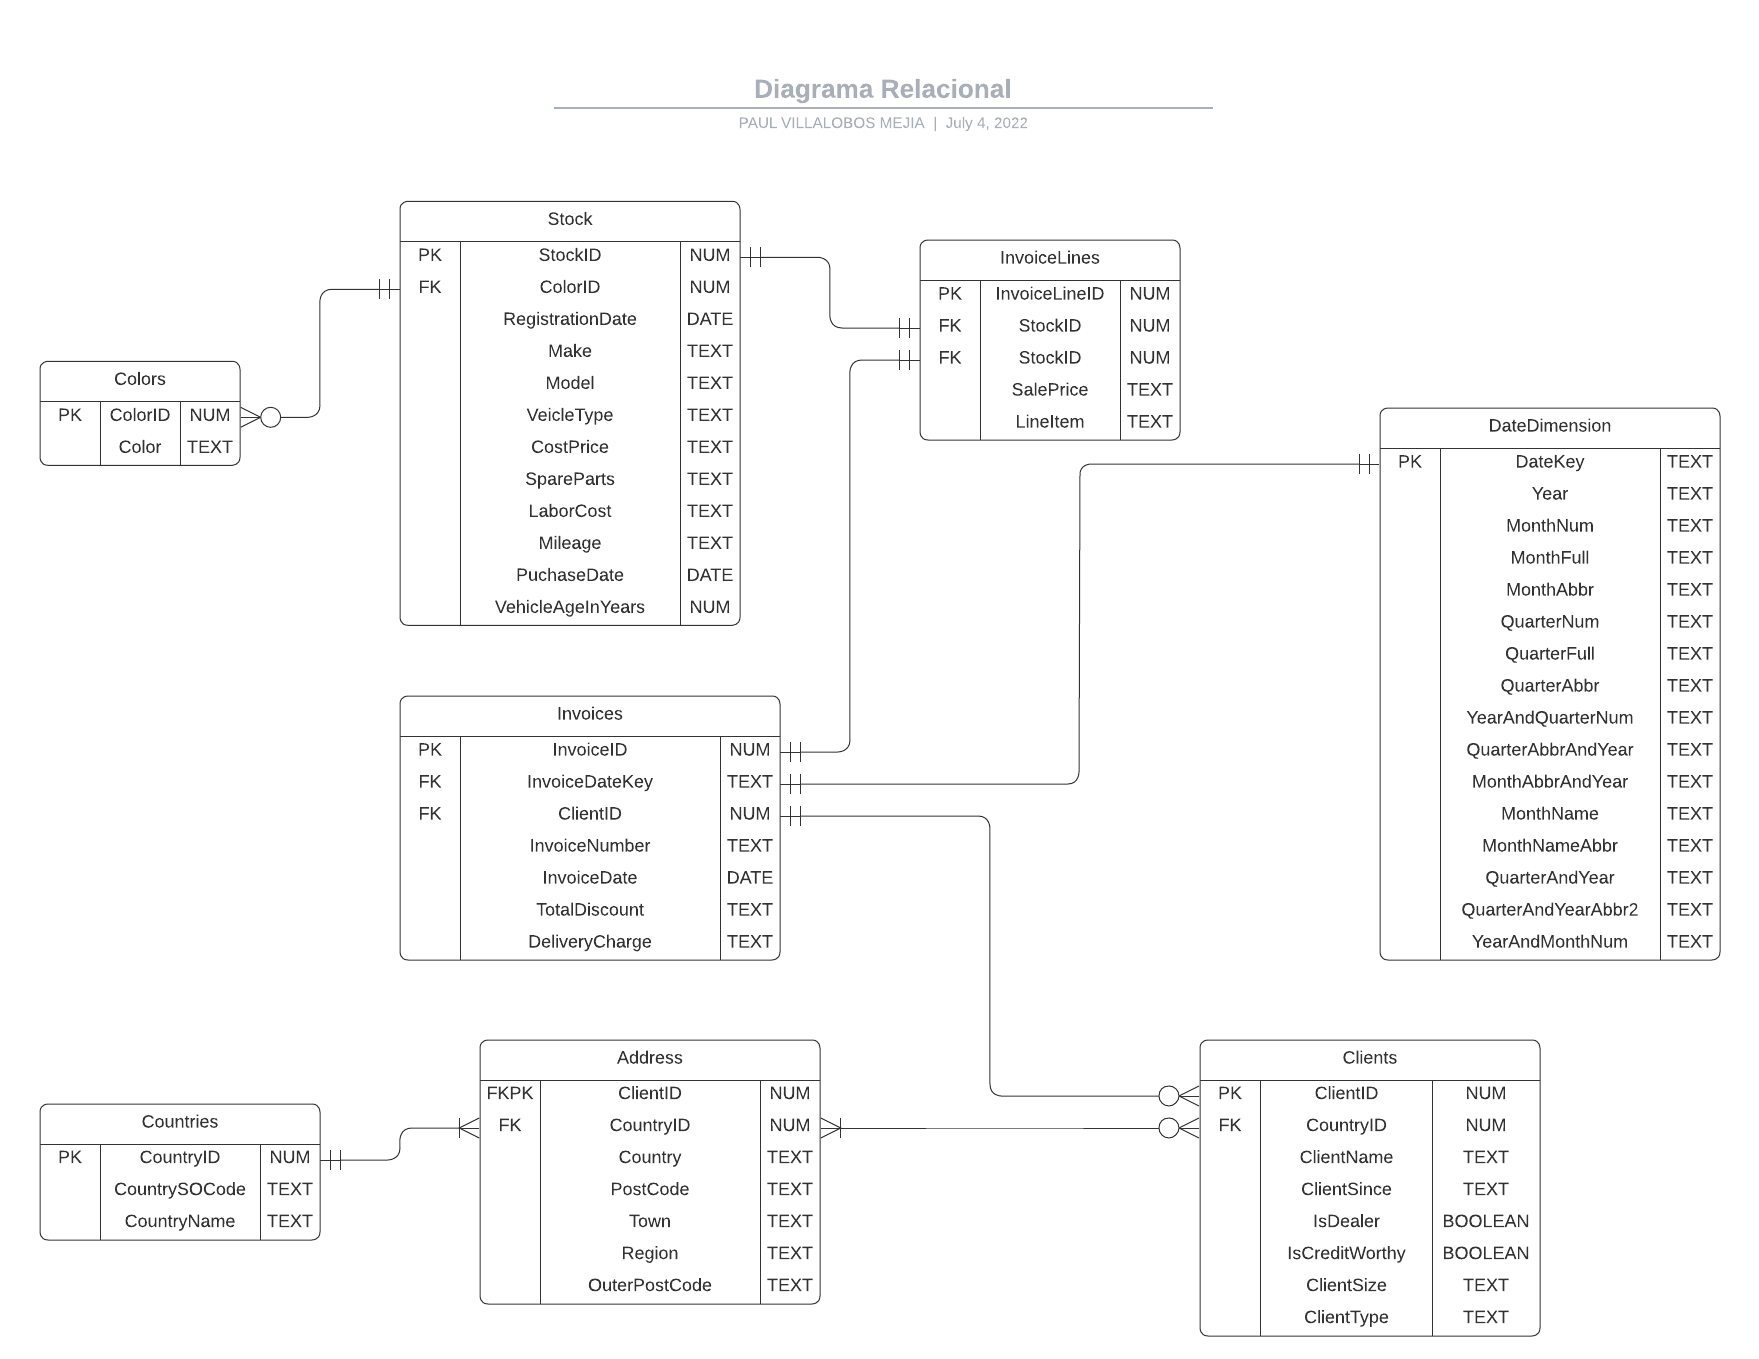 Diagrama Relacional
PAUL VILLALOBOS MEJIA | July 4, 2022
Stock
PK StockID NUM
FK ColorID NUM
RegistrationDate DATE
Make TEXT
Model TEXT
VeicleType TEXT
CostPrice TEXT
SpareParts TEXT
LaborCost TEXT
Mileage TEXT
PuchaseDate DATE
VehicleAgeInYears NUM
InvoiceLines
PK InvoiceLineID NUM
FK StockID NUM
FK StockID NUM
SalePrice TEXT
LineItem TEXT
Colors
PK ColorID NUM
Color TEXT
DateDimension
PK DateKey TEXT
Year TEXT
MonthNum TEXT
MonthFull TEXT
MonthAbbr TEXT
QuarterNum TEXT
QuarterFull TEXT
QuarterAbbr TEXT
YearAndQuarterNum TEXT
QuarterAbbrAndYear TEXT
MonthAbbrAndYear TEXT
MonthName TEXT
MonthNameAbbr TEXT
QuarterAndYear TEXT
QuarterAndYearAbbr2 TEXT
YearAndMonthNum TEXT
Invoices
PK InvoiceID NUM
FK InvoiceDateKey TEXT
FK ClientID NUM
InvoiceNumber TEXT
InvoiceDate DATE
TotalDiscount TEXT
DeliveryCharge TEXT
Address
FKPK ClientID NUM
FK CountryID NUM
Country TEXT
PostCode TEXT
Town TEXT
Region TEXT
OuterPostCode TEXT
Clients
PK ClientID NUM
FK CountryID NUM
ClientName TEXT
ClientSince TEXT
IsDealer BOOLEAN
IsCreditWorthy BOOLEAN
ClientSize TEXT
ClientType TEXT
Countries
PK CountryID NUM
CountrySOCode TEXT
CountryName TEXT